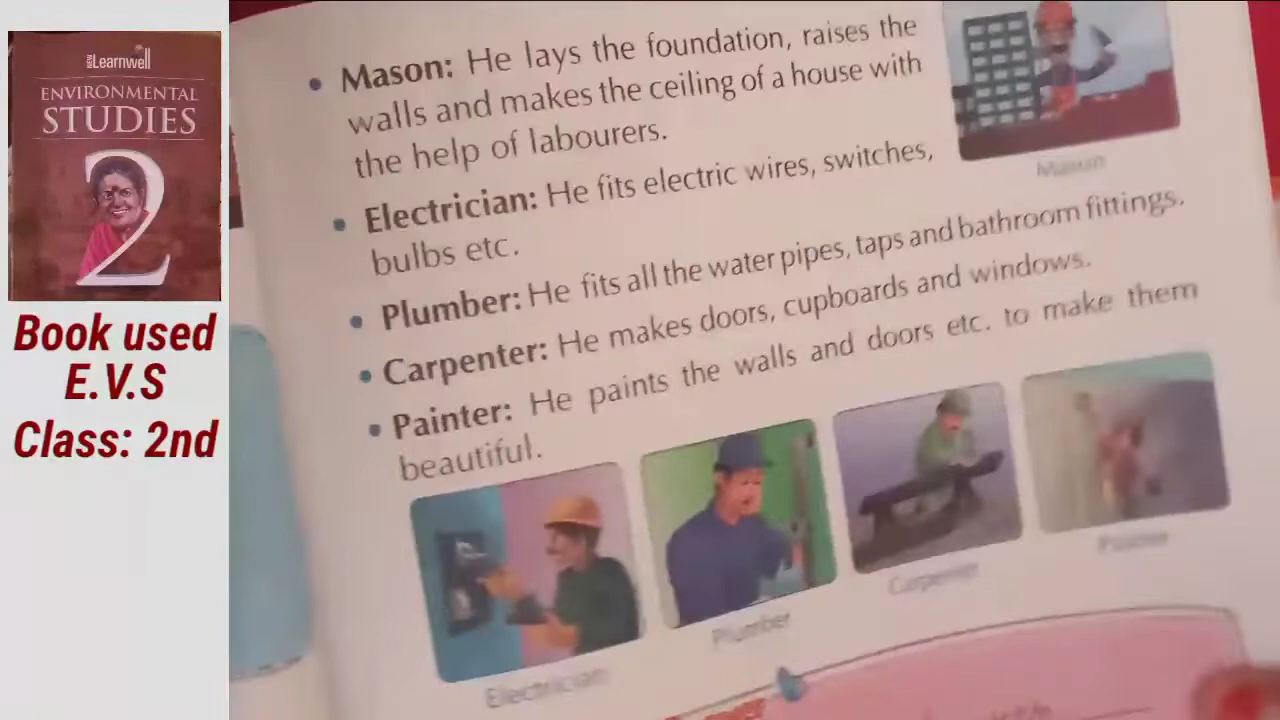 NEW Learnwell
ENVIRONMENTAL
STUDIES
2
Book used
E.V.S
Class: 2nd
• Mason: He lays the foundation, raises the
walls and makes the ceiling of a house with
the help of labourers.
Mason
• Electrician: He fits electric wires, switches,
bulbs etc.
• Plumber: He fits all the water pipes, taps and bathroom fittings.
• Carpenter: He makes doors, cupboards and windows.
• Painter: He paints the walls and doors etc. to make them
beautiful.
Electrician
Plumber
Carpenter
Painter